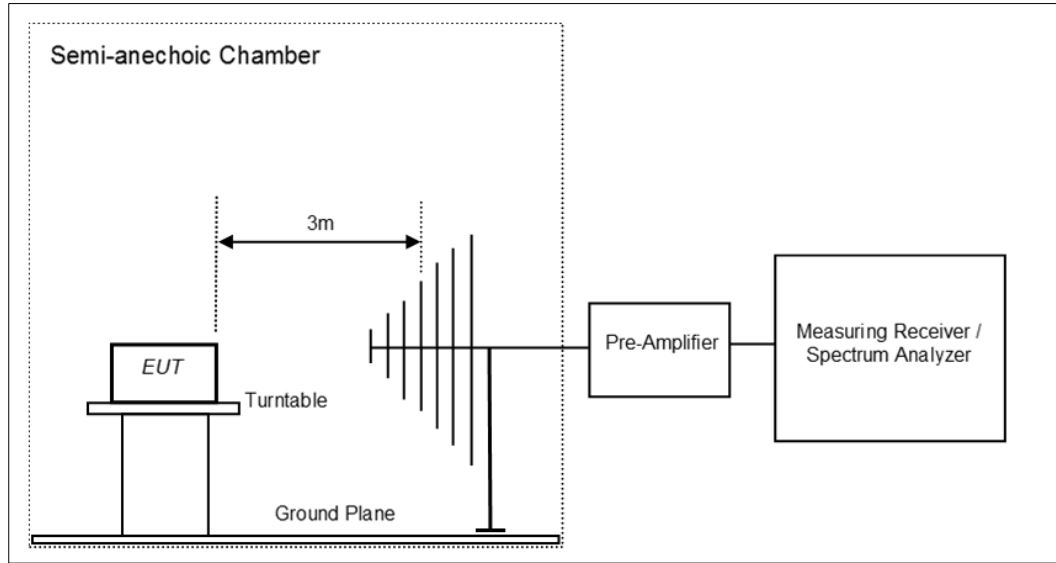 Semi-anechoic Chamber
3m
EUT
Turntable
Ground Plane
Pre-Amplifier
Measuring Receiver /
Spectrum Analyzer